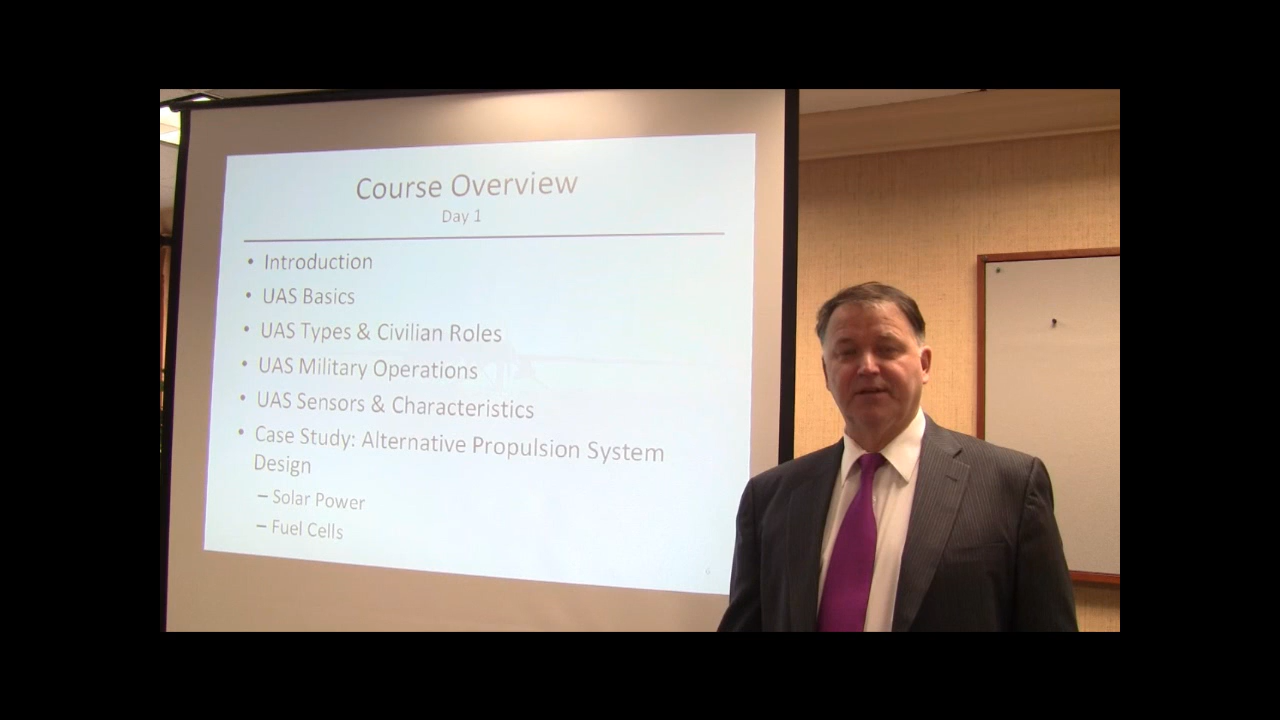 Course Overview
Day 1
• Introduction
• UAS Basics
• UAS Types & Civilian Roles
• UAS Military Operations
• UAS Sensors & Characteristics
• Case Study: Alternative Propulsion System
Design
– Solar Power
– Fuel Cells
6